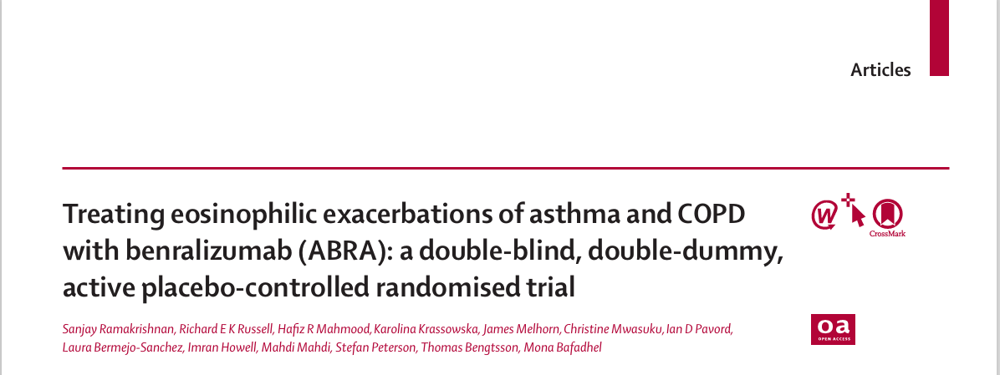 Articles
Treating eosinophilic exacerbations of asthma and COPD
with benralizumab (ABRA): a double-blind, double-dummy,
active placebo-controlled randomised trial
W
CrossMark
Sanjay Ramakrishnan, Richard E K Russell, Hafiz R Mahmood, Karolina Krassowska, James Melhorn, Christine Mwasuku, Ian D Pavord,
Laura Bermejo-Sanchez, Imran Howell, Mahdi Mahdi, Stefan Peterson, Thomas Bengtsson, Mona Bafadhel
oa
OPEN ACCESS